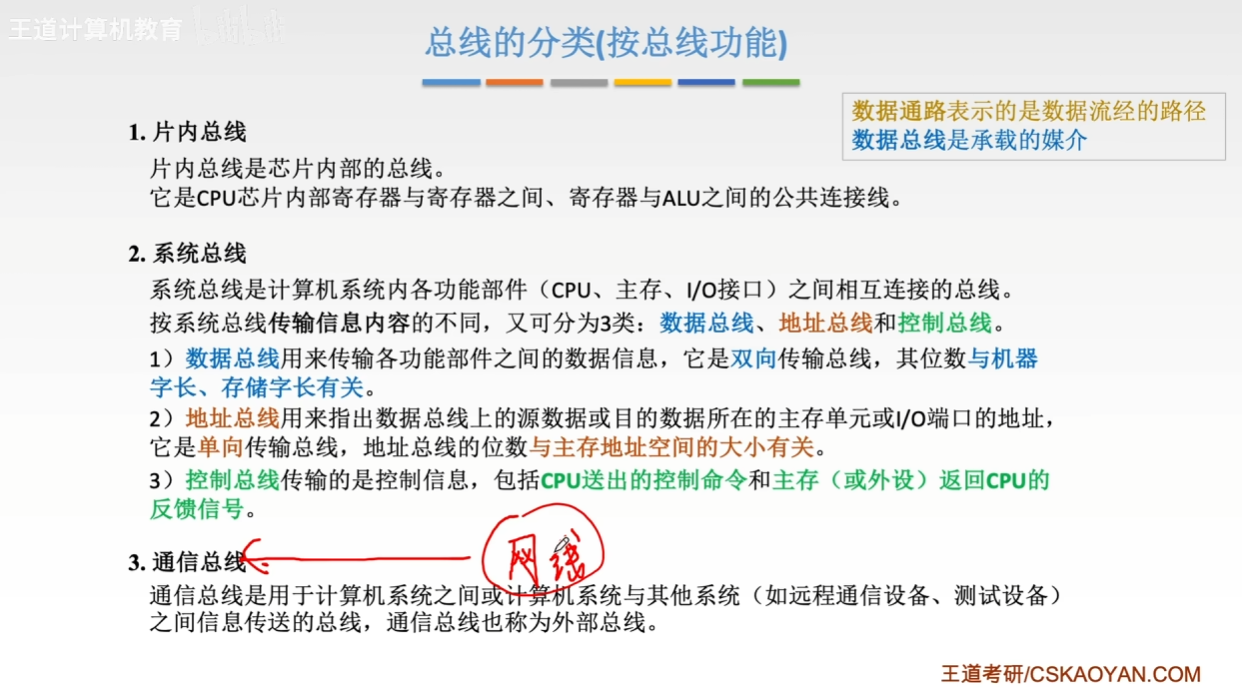 王道计算机教育
总线的分类(按总线功能)
数据通路表示的是数据流经的路径
数据总线是承载的媒介
1. 片内总线
片内总线是芯片内部的总线。
它是CPU芯片内部寄存器与寄存器之间、寄存器与ALU之间的公共连接线。
2. 系统总线
系统总线是计算机系统内各功能部件（CPU、主存、I/O接口）之间相互连接的总线。
按系统总线传输信息内容的不同，又可分为3类：数据总线、地址总线和控制总线。
1）数据总线用来传输各功能部件之间的数据信息，它是双向传输总线，其位数与机器
字长、存储字长有关。
2）地址总线用来指出数据总线上的源数据或目的数据所在的主存单元或I/O端口的地址，
它是单向传输总线，地址总线的位数与主存地址空间的大小有关。
3）控制总线传输的是控制信息，包括CPU送出的控制命令和主存（或外设）返回CPU的
反馈信号。
3. 通信总线
网线
通信总线是用于计算机系统之间或计算机系统与其他系统（如远程通信设备、测试设备）
之间信息传送的总线，通信总线也称为外部总线。
王道考研/CSKAOYAN.COM